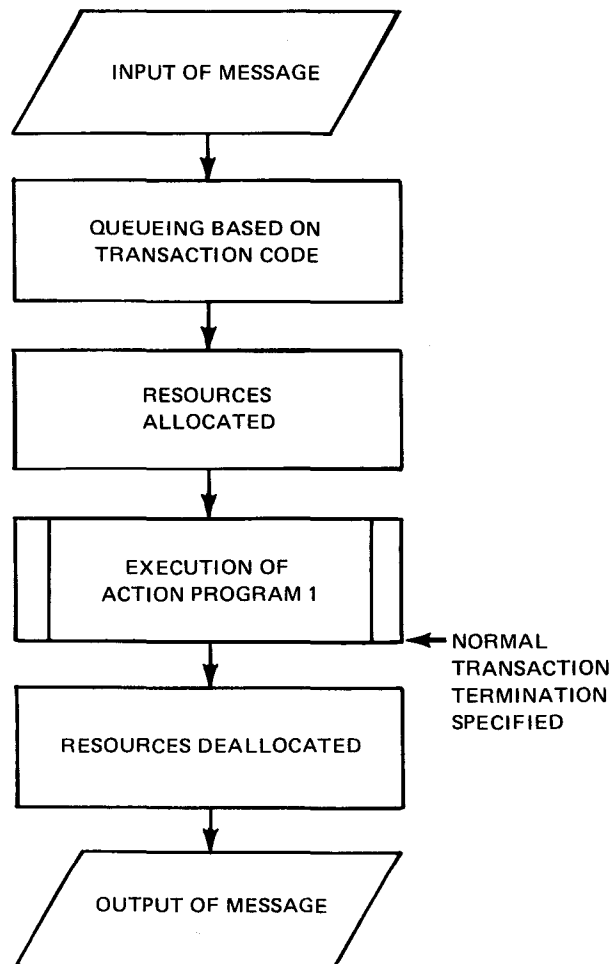 INPUT OF MESSAGE
QUEUEING BASED ON
TRANSACTION CODE
RESOURCES
ALLOCATED
EXECUTION OF
ACTION PROGRAM 1
NORMAL
TRANSACTION
TERMINATION
SPECIFIED
RESOURCES DEALLOCATED
OUTPUT OF MESSAGE